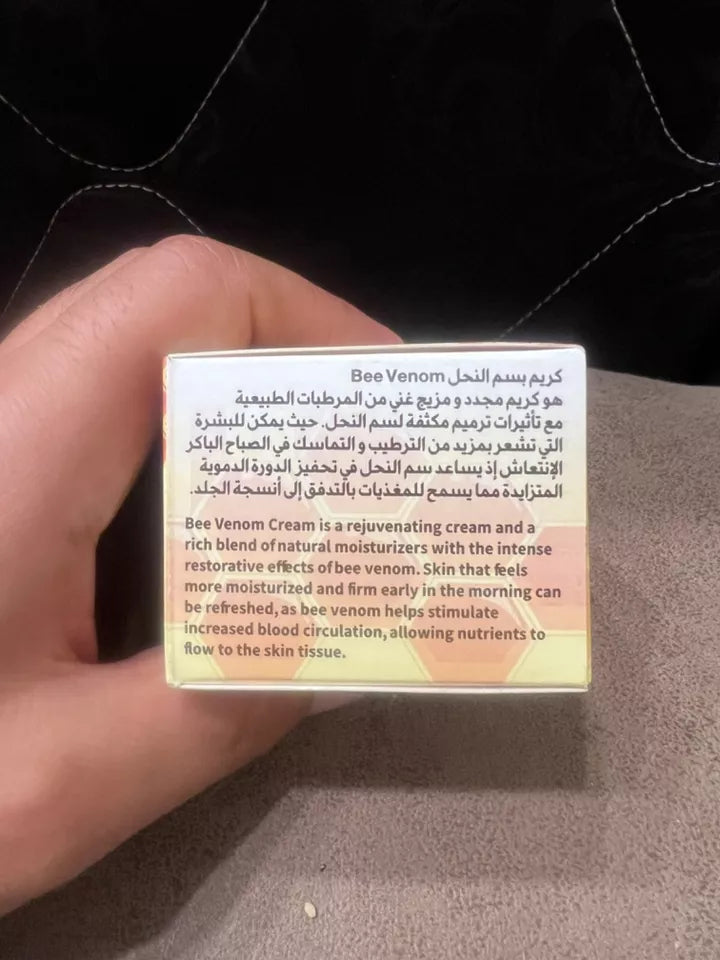 كريم بسم النحل Bee Venom
هو كريم مجدد و مزيج غني من المرطبات الطبيعية
مع تأثيرات ترميم مكثفة لسم النحل. حيث يمكن للبشرة
التي تشعر بمزيد من الترطيب و التماسك في الصباح الباكر
الإنتعاش إذ يساعد سم النحل في تحفيز الدورة الدموية
المتزايدة مما يسمح للمغذيات بالتدفق إلى أنسجة الجلد.
Bee Venom Cream is a rejuvenating cream and a
rich blend of natural moisturizers with the intense
restorative effects of bee venom. Skin that feels
more moisturized and firm early in the morning can
be refreshed, as bee venom helps stimulate
increased blood circulation, allowing nutrients to
flow to the skin tissue.